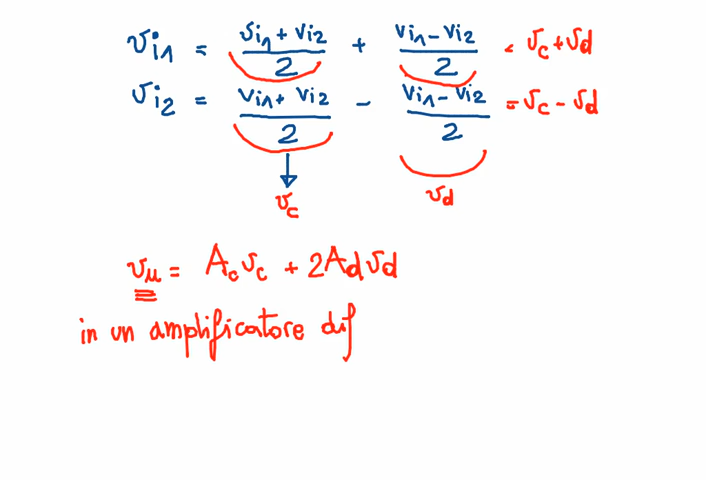 vi1 = (vi1 + vi2)/2 + (vi1 - vi2)/2 = vc + vd
vi2 = (vi1 + vi2)/2 - (vi1 - vi2)/2 = vc - vd
vc vd
vu = Ac vc + 2Ad vd
in un amplificatore dif